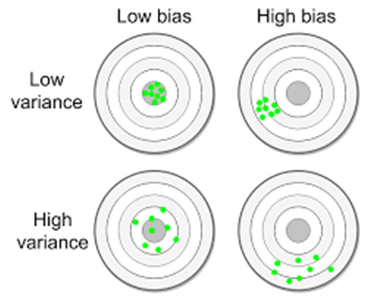 Low bias
High bias
Low
variance
High
variance